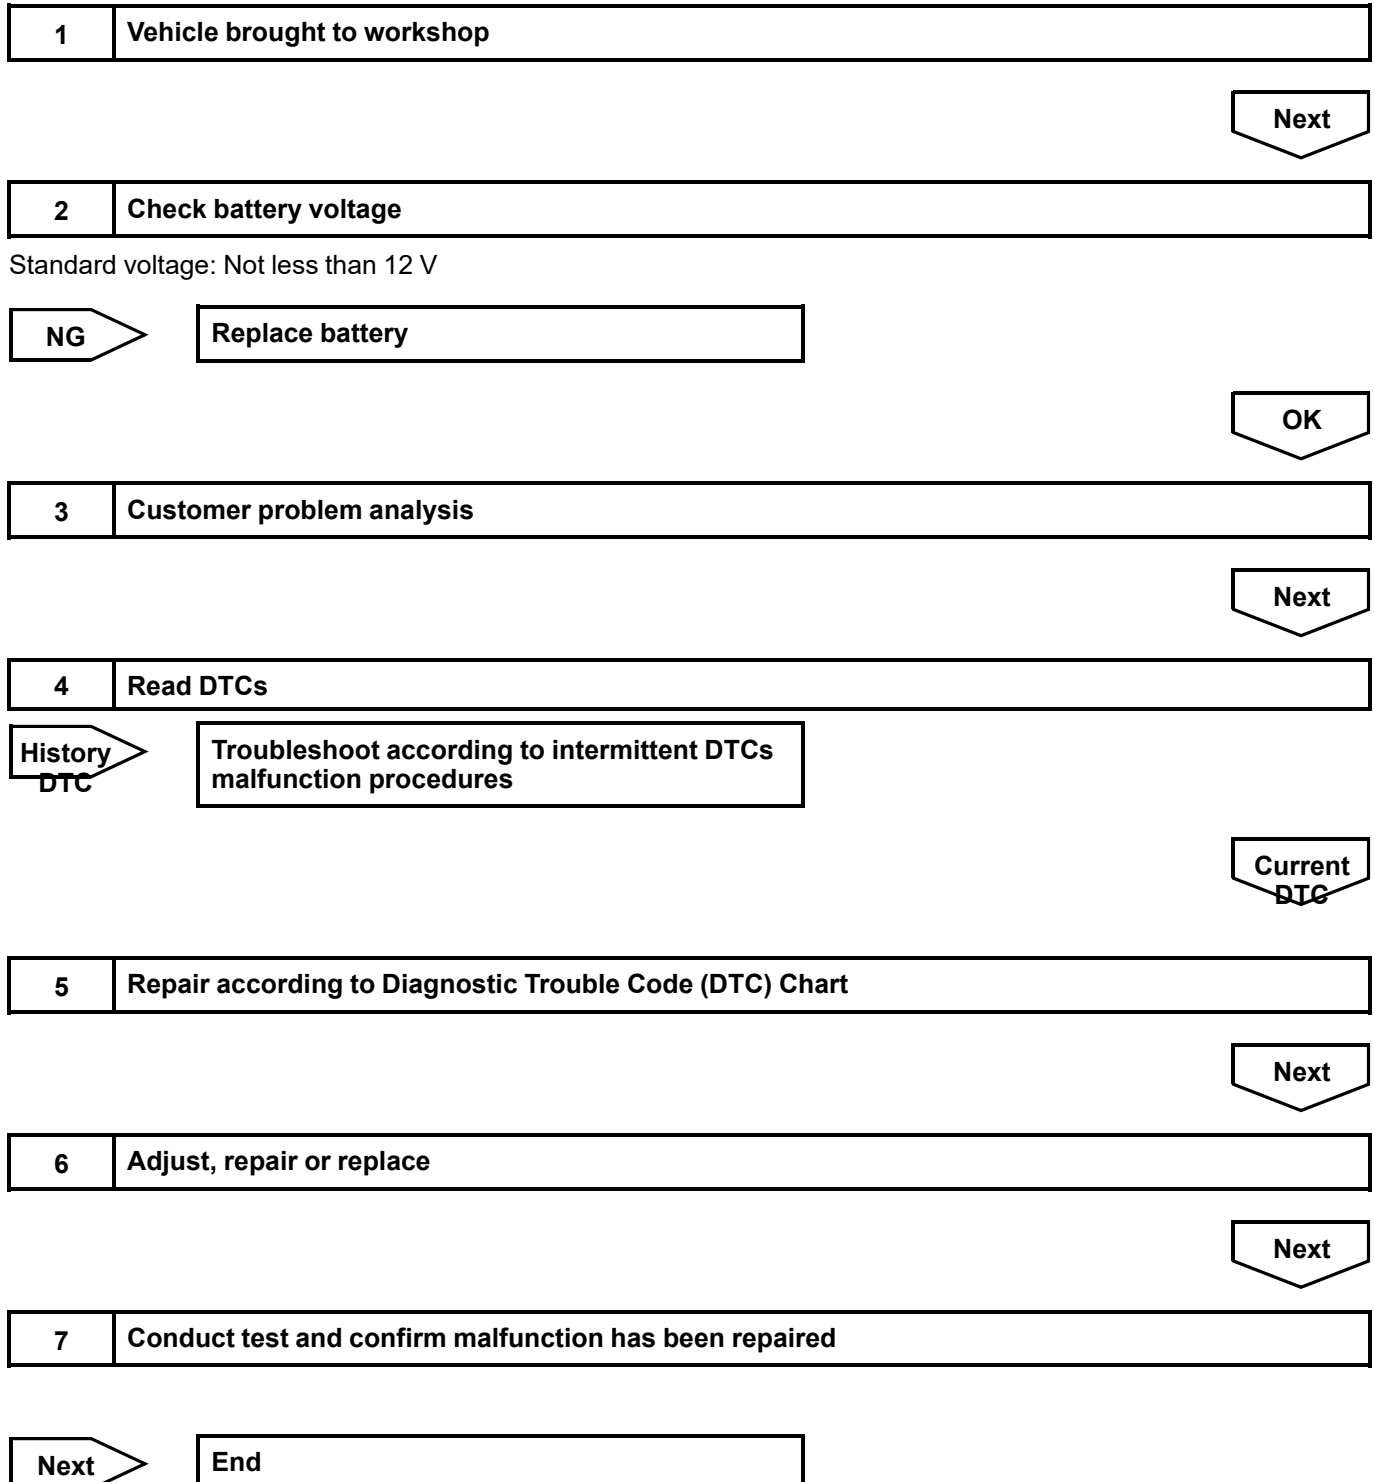 1 Vehicle brought to workshop
Next
2 Check battery voltage
Standard voltage: Not less than 12 V
NG Replace battery
OK
3 Customer problem analysis
Next
4 Read DTCs
History
DTC
Troubleshoot according to intermittent DTCs
malfunction procedures
Current
DTC
5 Repair according to Diagnostic Trouble Code (DTC) Chart
Next
6 Adjust, repair or replace
Next
7 Conduct test and confirm malfunction has been repaired
Next End